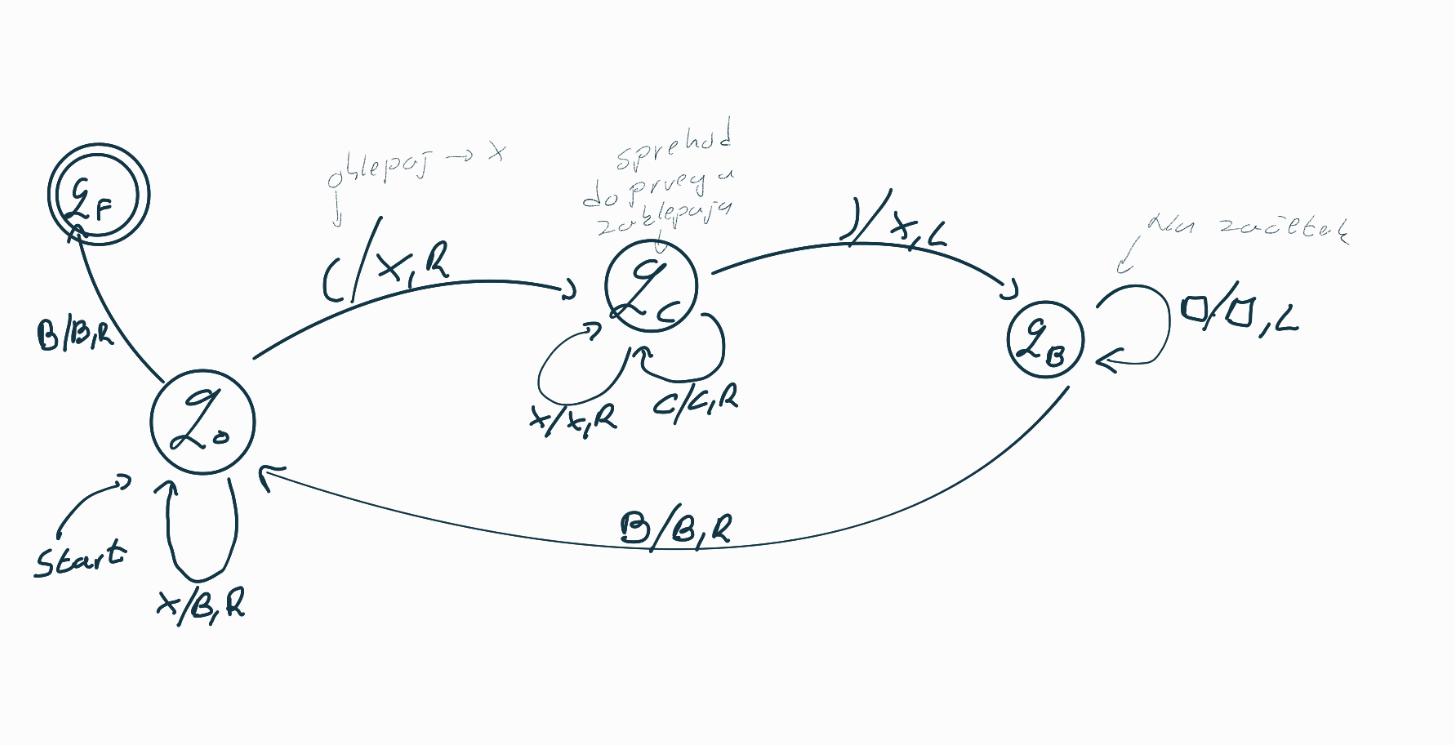 oklepaj → X
sprehod
do prvega
zaklepaja
q_F
(/X,R
)/X,L
Na začetek
B/B,R
q_C
□/□,L
q_B
X/X,R
(/(,R
q_0
B/B,R
Start
X/B,R